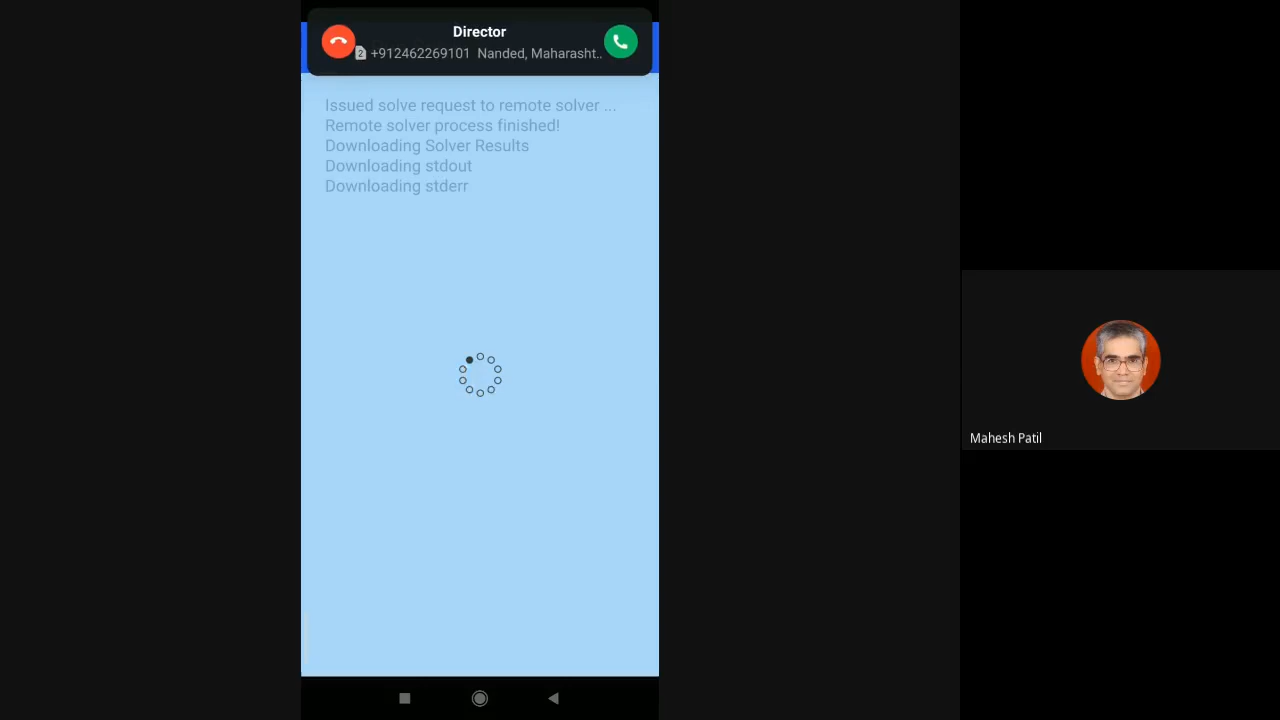 Director
2 +912462269101 Nanded, Maharasht..
Issued solve request to remote solver ...
Remote solver process finished!
Downloading Solver Results
Downloading stdout
Downloading stderr
Mahesh Patil